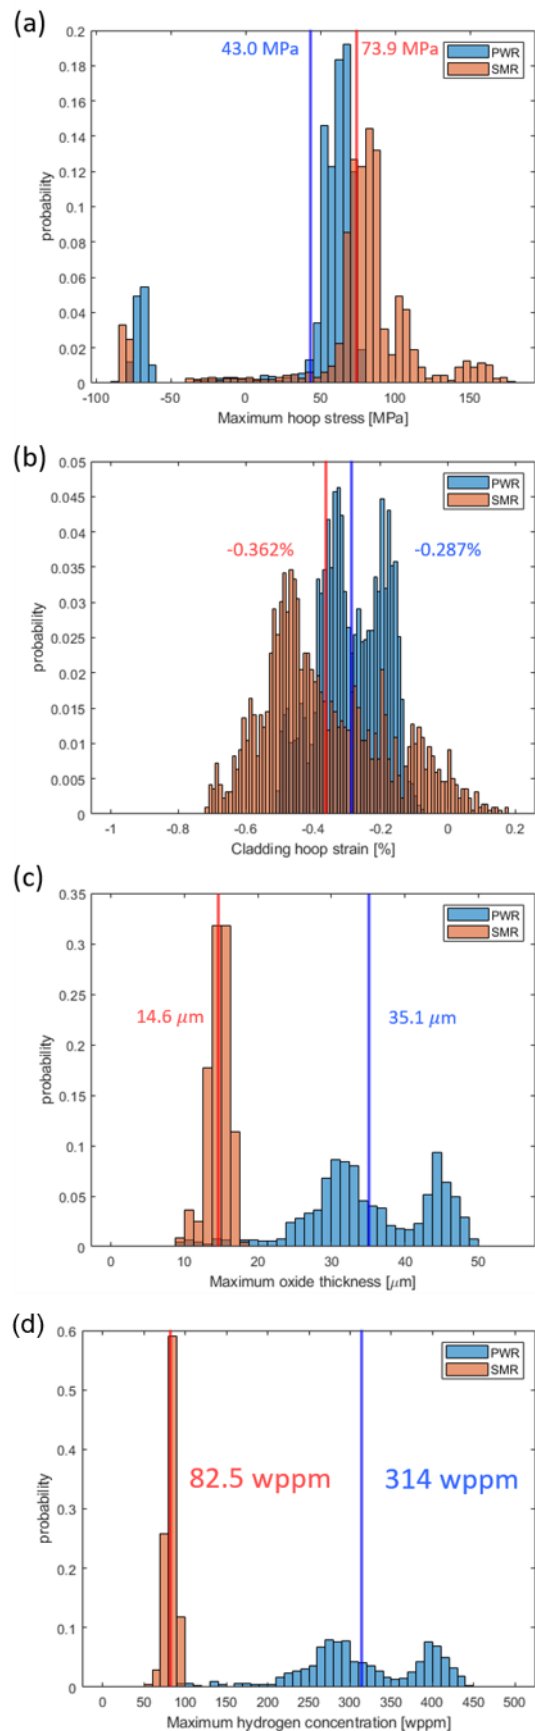 (a)
0.2
43.0 MPa
73.9 MPa
PWR
SMR
0.18
0.16
0.14
0.12
0.1
0.08
0.06
0.04
0.02
0
probability
-100 -50 0 50 100 150
Maximum hoop stress [MPa]
(b)
0.05
PWR
SMR
0.045
0.04
-0.362%
-0.287%
0.035
0.03
0.025
0.02
0.015
0.01
0.005
0
probability
-1 -0.8 -0.6 -0.4 -0.2 0 0.2
Cladding hoop strain [%]
(c)
0.35
PWR
SMR
0.3
14.6 μm
35.1 μm
0.25
0.2
0.15
0.1
0.05
0
probability
0 10 20 30 40 50
Maximum oxide thickness [μm]
(d)
0.6
PWR
SMR
0.5
0.4
82.5 wppm
314 wppm
0.3
0.2
0.1
0
probability
0 50 100 150 200 250 300 350 400 450 500
Maximum hydrogen concentration [wppm]